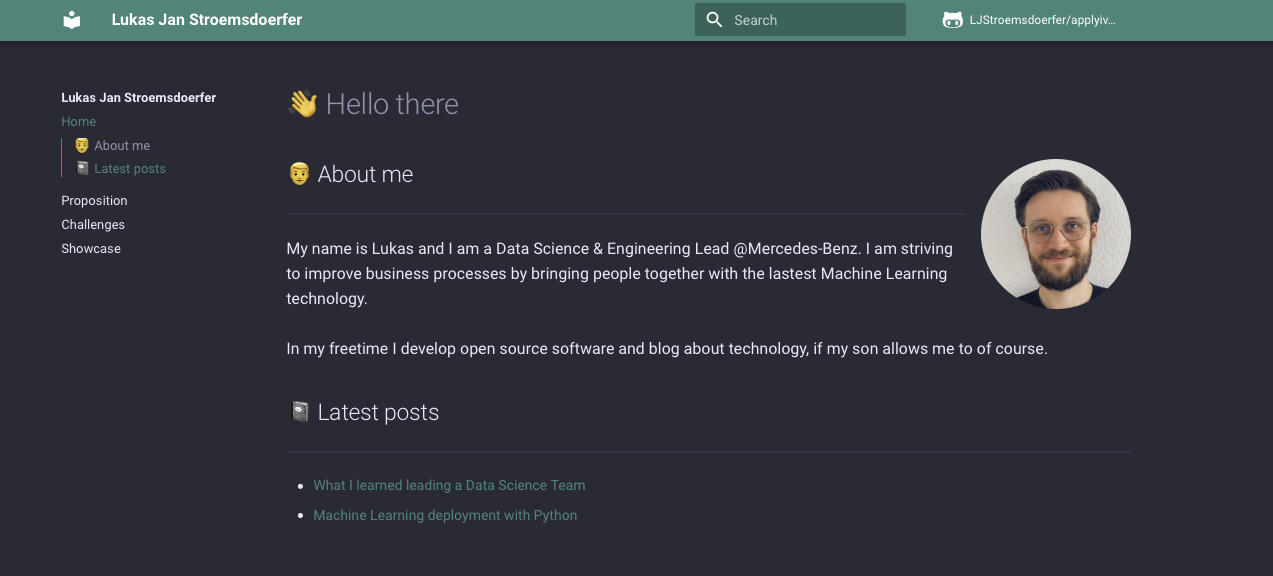 Lukas Jan Stroemsdoerfer
Search
LJStroemsdoerfer/applyiv...
Lukas Jan Stroemsdoerfer
Home
👨 About me
📓 Latest posts
Proposition
Challenges
Showcase
👋 Hello there
👨 About me
My name is Lukas and I am a Data Science & Engineering Lead @Mercedes-Benz. I am striving
to improve business processes by bringing people together with the lastest Machine Learning
technology.
In my freetime I develop open source software and blog about technology, if my son allows me to of course.
📓 Latest posts
• What I learned leading a Data Science Team
• Machine Learning deployment with Python